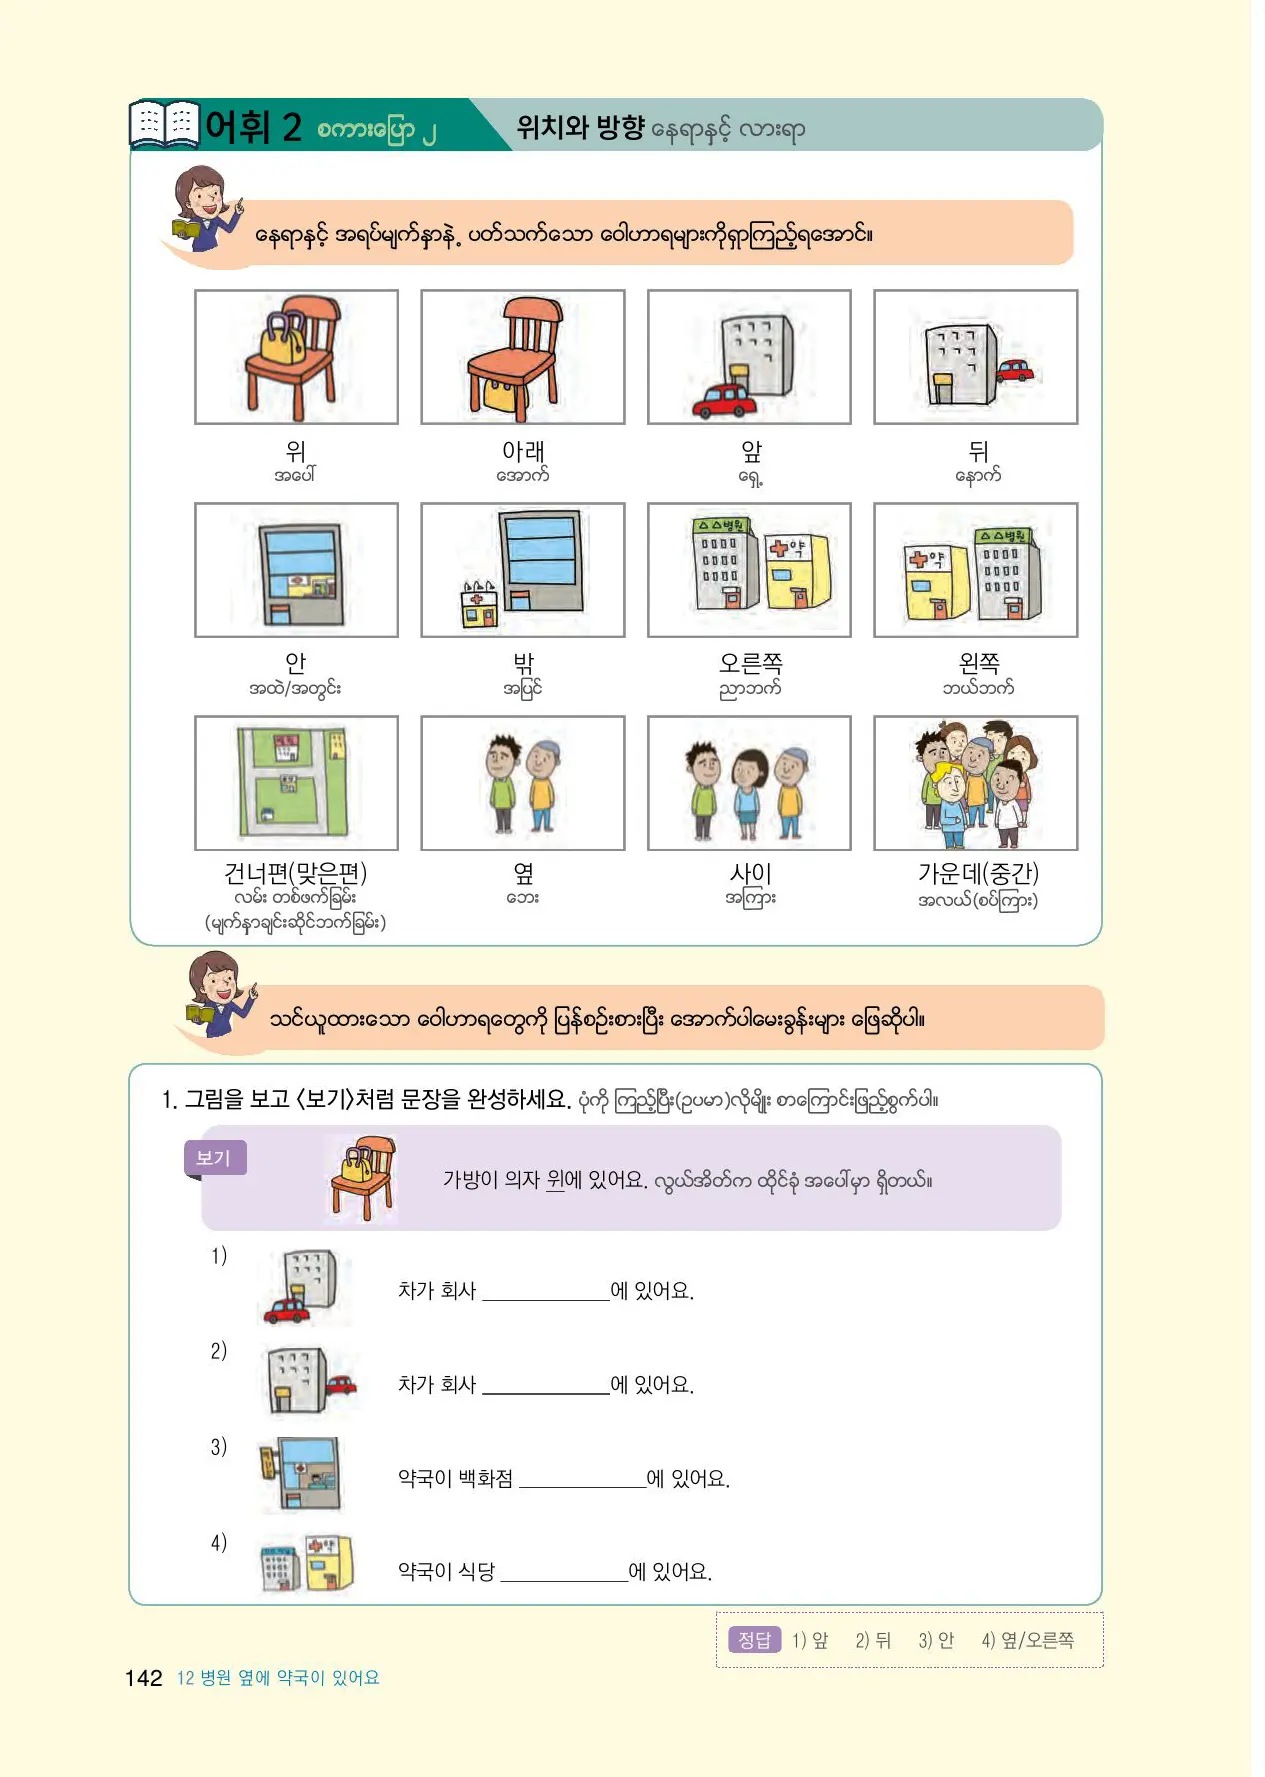 어휘 2 စကားပြော ၂ 위치와 방향 နေရာနှင့် လားရာ
နေရာနှင့် အရပ်မျက်နှာနဲ့ ပတ်သက်သော ဝေါဟာရများကိုရှာကြည့်ရအောင်။
위 아래 앞 뒤
အပေါ် အောက် ရှေ့ နောက်
△△병원 약 약 △△병원
안 밖 오른쪽 왼쪽
အထဲ/အတွင်း အပြင် ညာဘက် ဘယ်ဘက်
건너편(맞은편) 옆 사이 가운데(중간)
လမ်း တစ်ဖက်ခြမ်း ဘေး အကြား အလယ်(စပ်ကြား)
(မျက်နှာချင်းဆိုင်ဘက်ခြမ်း)
သင်ယူထားသော ဝေါဟာရတွေကို ပြန်စဉ်းစားပြီး အောက်ပါမေးခွန်းများ ဖြေဆိုပါ။
1. 그림을 보고 <보기>처럼 문장을 완성하세요. ပုံကို ကြည့်ပြီး(ဥပမာ)လိုမျိုး စာကြောင်းဖြည့်စွက်ပါ။
보기
가방이 의자 위에 있어요. လွယ်အိတ်က ထိုင်ခုံ အပေါ်မှာ ရှိတယ်။
1)
차가 회사 ____________에 있어요.
2)
차가 회사 ____________에 있어요.
3)
약국이 백화점 ____________에 있어요.
4)
약
약국이 식당 ____________에 있어요.
정답 1) 앞 2) 뒤 3) 안 4) 옆/오른쪽
142 12 병원 옆에 약국이 있어요